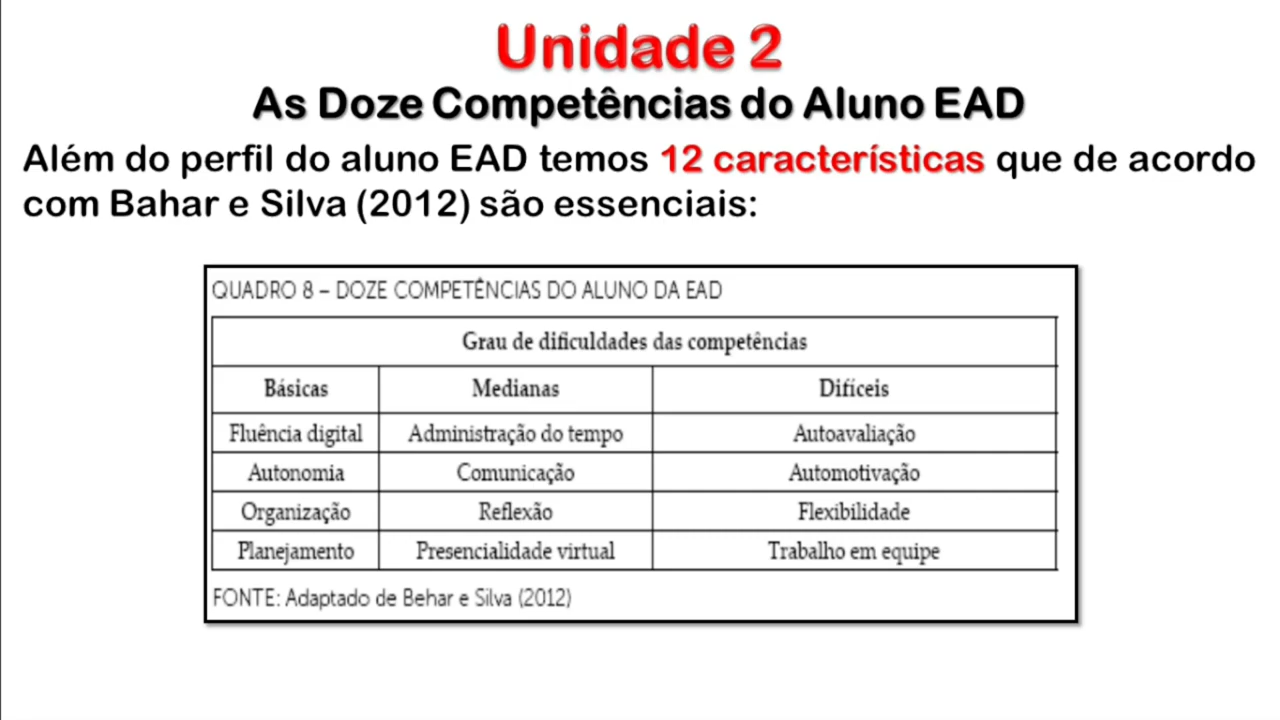 Unidade 2
As Doze Competências do Aluno EAD
Além do perfil do aluno EAD temos 12 características que de acordo
com Bahar e Silva (2012) são essenciais:
QUADRO 8 – DOZE COMPETÊNCIAS DO ALUNO DA EAD
Grau de dificuldades das competências
Básicas Medianas Difíceis
Fluência digital Administração do tempo Autoavaliação
Autonomia Comunicação Automotivação
Organização Reflexão Flexibilidade
Planejamento Presencialidade virtual Trabalho em equipe
FONTE: Adaptado de Behar e Silva (2012)